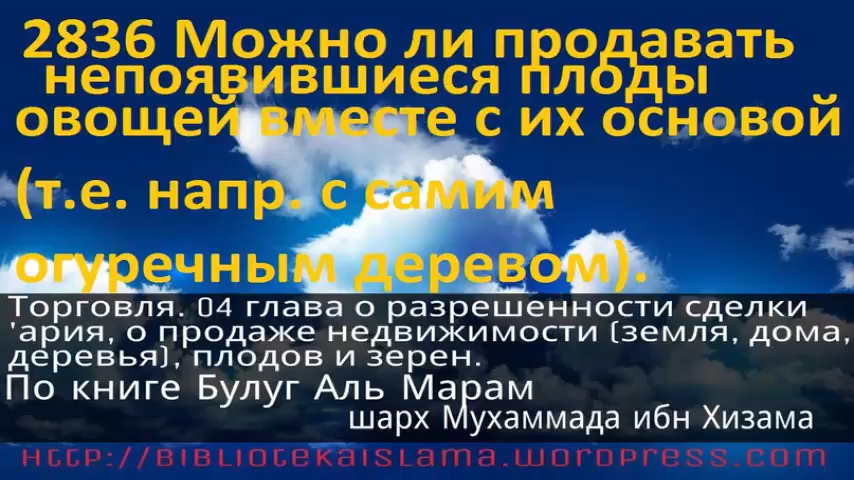 2836 Можно ли продавать
непоявившиеся плоды
овощей вместе с их основой
(т.е. напр. с самим
огуречным деревом).
Торговля. 04 глава о разрешенности сделки
'ария, о продаже недвижимости (земля, дома,
деревья), плодов и зерен.
По книге Булуг Аль Марам
шарх Мухаммада ибн Хизама
http://bibliotekaislama.wordpress.com